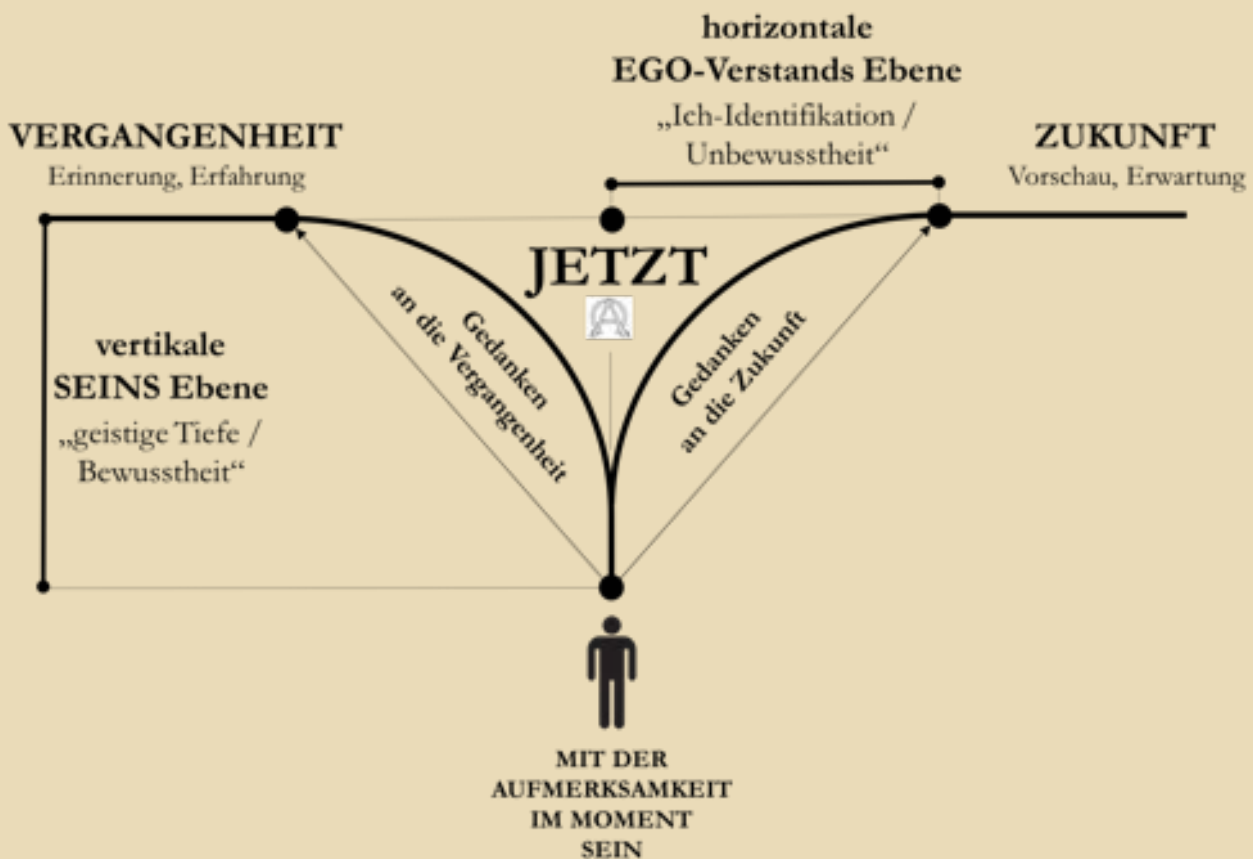 horizontale
EGO-Verstands Ebene
„Ich-Identifikation /
Unbewusstheit“
VERGANGENHEIT
Erinnerung, Erfahrung
ZUKUNFT
Vorschau, Erwartung
JETZT
Gedanken
an die Vergangenheit
Gedanken
an die Zukunft
vertikale
SEINS Ebene
„geistige Tiefe /
Bewusstheit“
MIT DER
AUFMERKSAMKEIT
IM MOMENT
SEIN